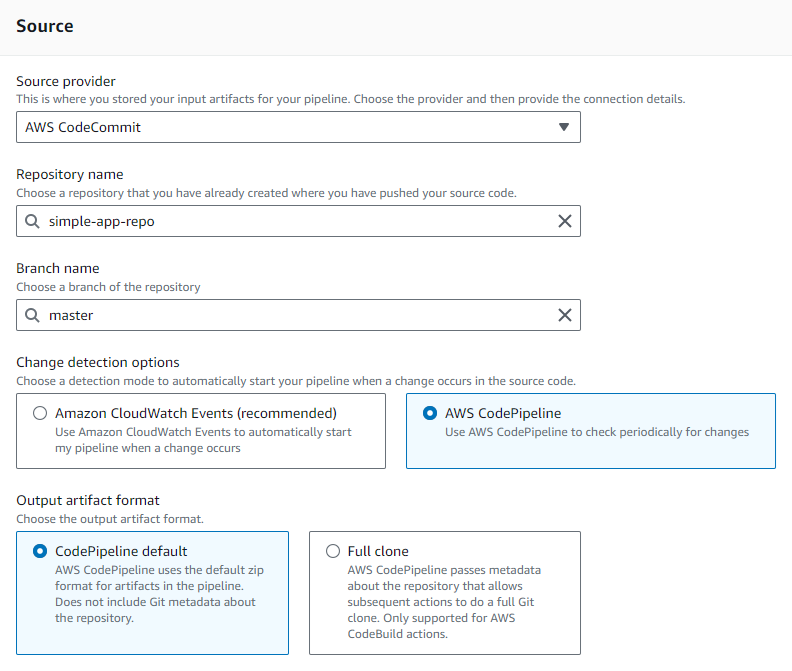 Source
Source provider
This is where you stored your input artifacts for your pipeline. Choose the provider and then provide the connection details.
AWS CodeCommit
Repository name
Choose a repository that you have already created where you have pushed your source code.
simple-app-repo
Branch name
Choose a branch of the repository
master
Change detection options
Choose a detection mode to automatically start your pipeline when a change occurs in the source code.
Amazon CloudWatch Events (recommended)
Use Amazon CloudWatch Events to automatically start
my pipeline when a change occurs
AWS CodePipeline
Use AWS CodePipeline to check periodically for changes
Output artifact format
Choose the output artifact format.
CodePipeline default
AWS CodePipeline uses the default zip
format for artifacts in the pipeline.
Does not include Git metadata about
the repository.
Full clone
AWS CodePipeline passes metadata
about the repository that allows
subsequent actions to do a full Git
clone. Only supported for AWS
CodeBuild actions.